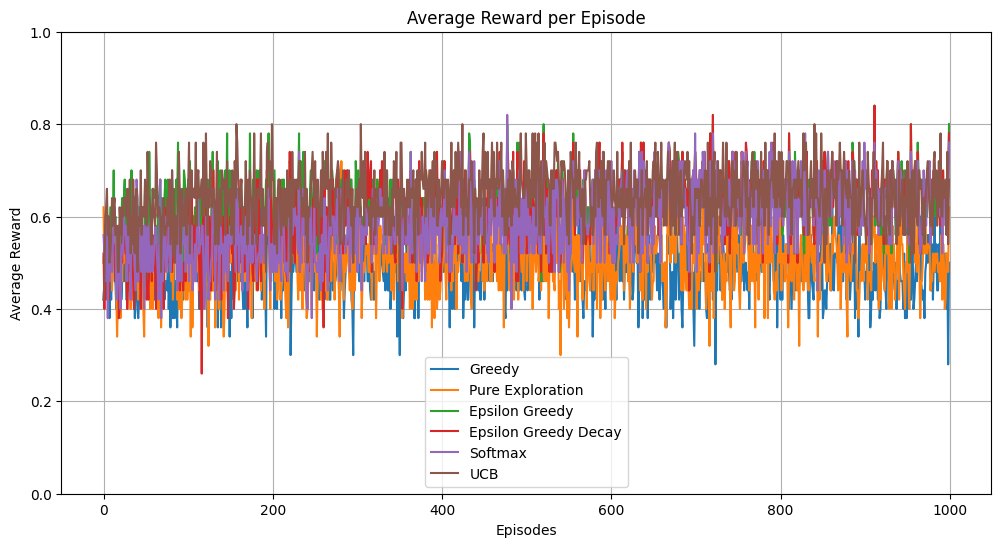 Average Reward per Episode
Average Reward
1.0
0.8
0.6
0.4
0.2
0.0
Greedy
Pure Exploration
Epsilon Greedy
Epsilon Greedy Decay
Softmax
UCB
0 200 400 600 800 1000
Episodes